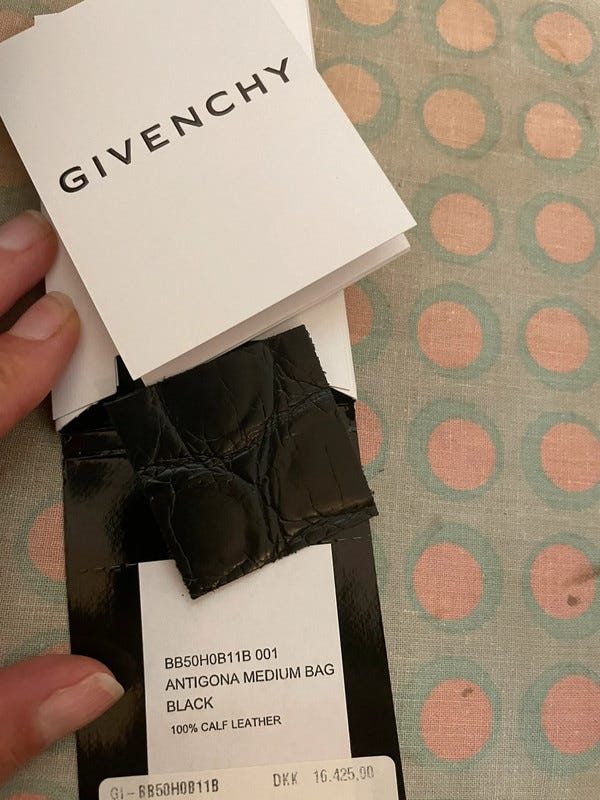 GIVENCHY
BB50H0B11B 001
ANTIGONA MEDIUM BAG
BLACK
100% CALF LEATHER
GI-BB50H0B11B DKK 16.425,00